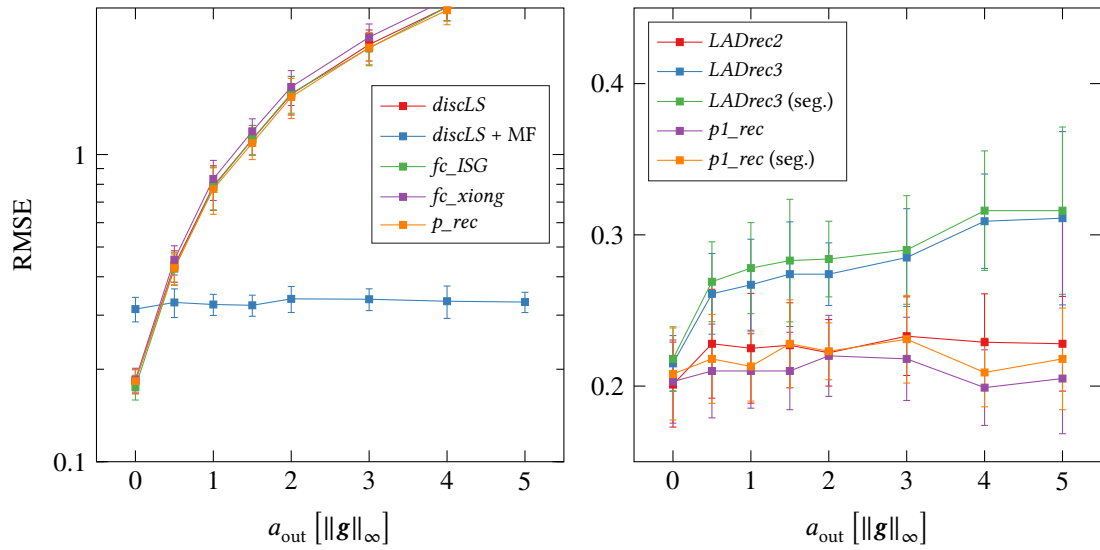 RMSE
1
0.1
0 1 2 3 4 5
a_out [‖g‖_∞]
discLS
discLS + MF
fc_ISG
fc_xiong
p_rec
0.4
0.3
0.2
0 1 2 3 4 5
a_out [‖g‖_∞]
LADrec2
LADrec3
LADrec3 (seg.)
p1_rec
p1_rec (seg.)